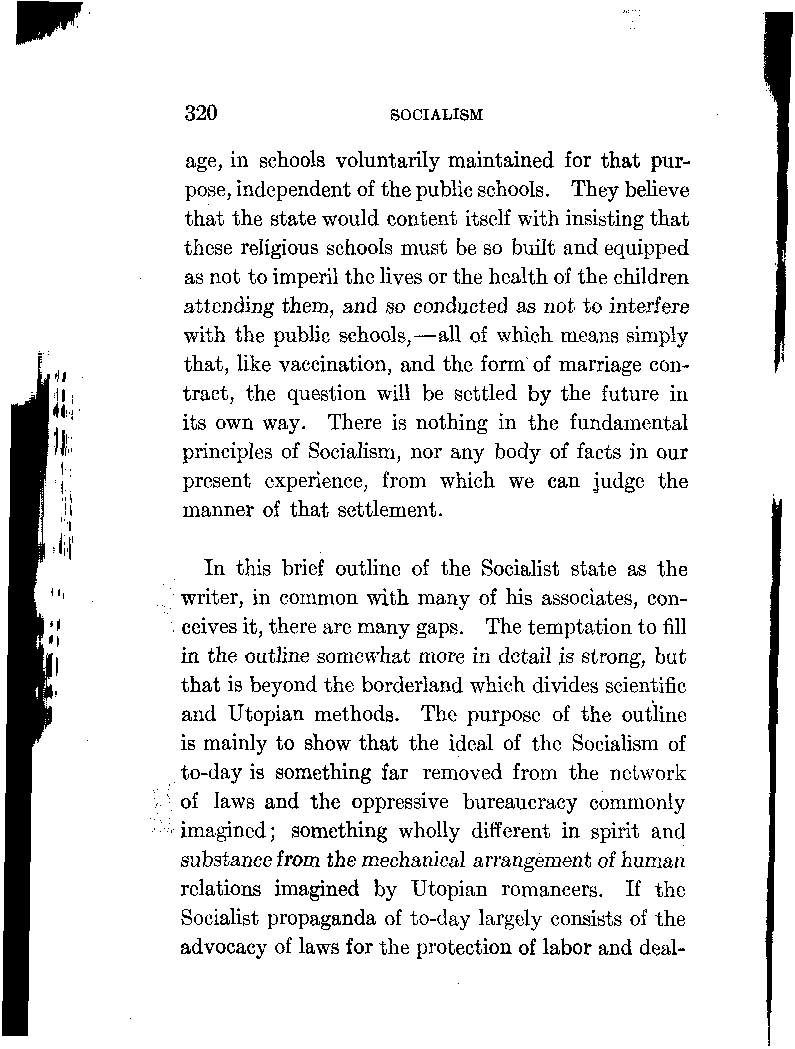 320 SOCIALISM
age, in schools voluntarily maintained for that pur-
pose, independent of the public schools. They believe
that the state would content itself with insisting that
these religious schools must be so built and equipped
as not to imperil the lives or the health of the children
attending them, and so conducted as not to interfere
with the public schools,—all of which means simply
that, like vaccination, and the form of marriage con-
tract, the question will be settled by the future in
its own way. There is nothing in the fundamental
principles of Socialism, nor any body of facts in our
present experience, from which we can judge the
manner of that settlement.
In this brief outline of the Socialist state as the
writer, in common with many of his associates, con-
ceives it, there are many gaps. The temptation to fill
in the outline somewhat more in detail is strong, but
that is beyond the borderland which divides scientific
and Utopian methods. The purpose of the outline
is mainly to show that the ideal of the Socialism of
to-day is something far removed from the network
of laws and the oppressive bureaucracy commonly
imagined; something wholly different in spirit and
substance from the mechanical arrangement of human
relations imagined by Utopian romancers. If the
Socialist propaganda of to-day largely consists of the
advocacy of laws for the protection of labor and deal-